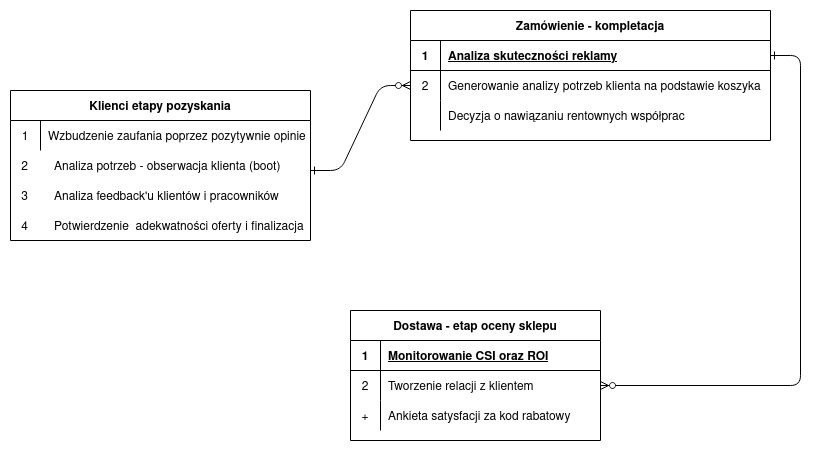 Zamówienie - kompletacja
1 Analiza skuteczności reklamy
2 Generowanie analizy potrzeb klienta na podstawie koszyka
Decyzja o nawiązaniu rentownych współprac
Klienci etapy pozyskania
1 Wzbudzenie zaufania poprzez pozytywnie opinie
2 Analiza potrzeb - obserwacja klienta (boot)
3 Analiza feedback'u klientów i pracowników
4 Potwierdzenie adekwatności oferty i finalizacja
Dostawa - etap oceny sklepu
1 Monitorowanie CSI oraz ROI
2 Tworzenie relacji z klientem
+ Ankieta satysfacji za kod rabatowy